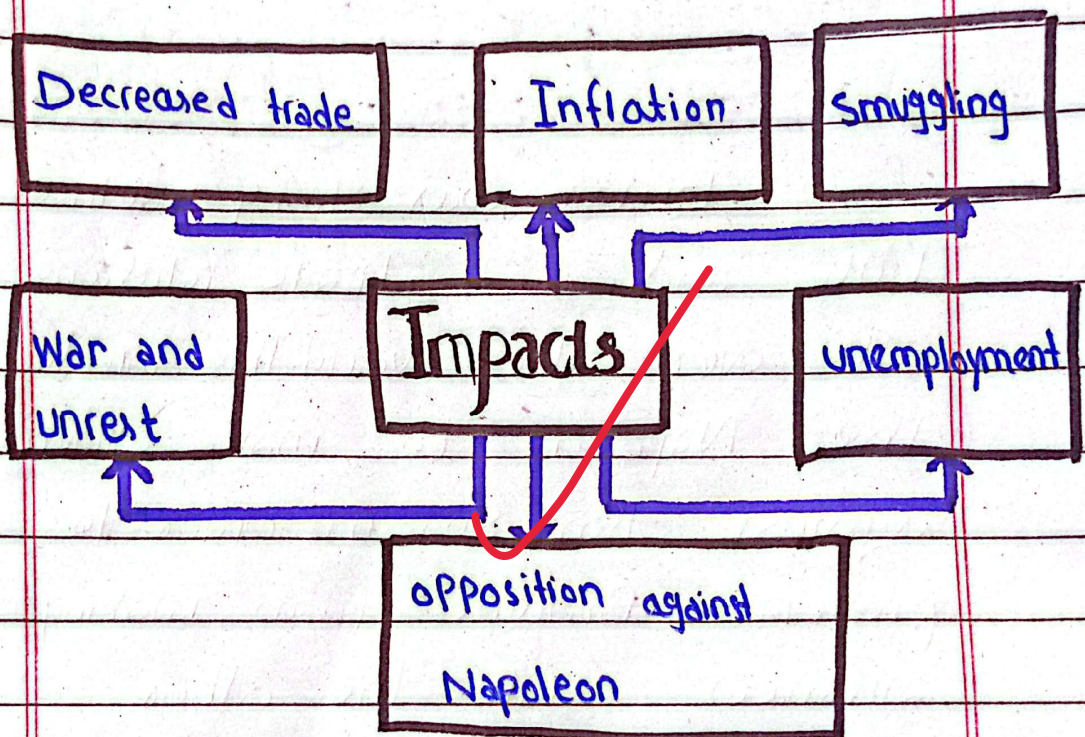 Decreased trade
Inflation
smuggling
War and
unrest
Impacts
unemployment
opposition against
Napoleon